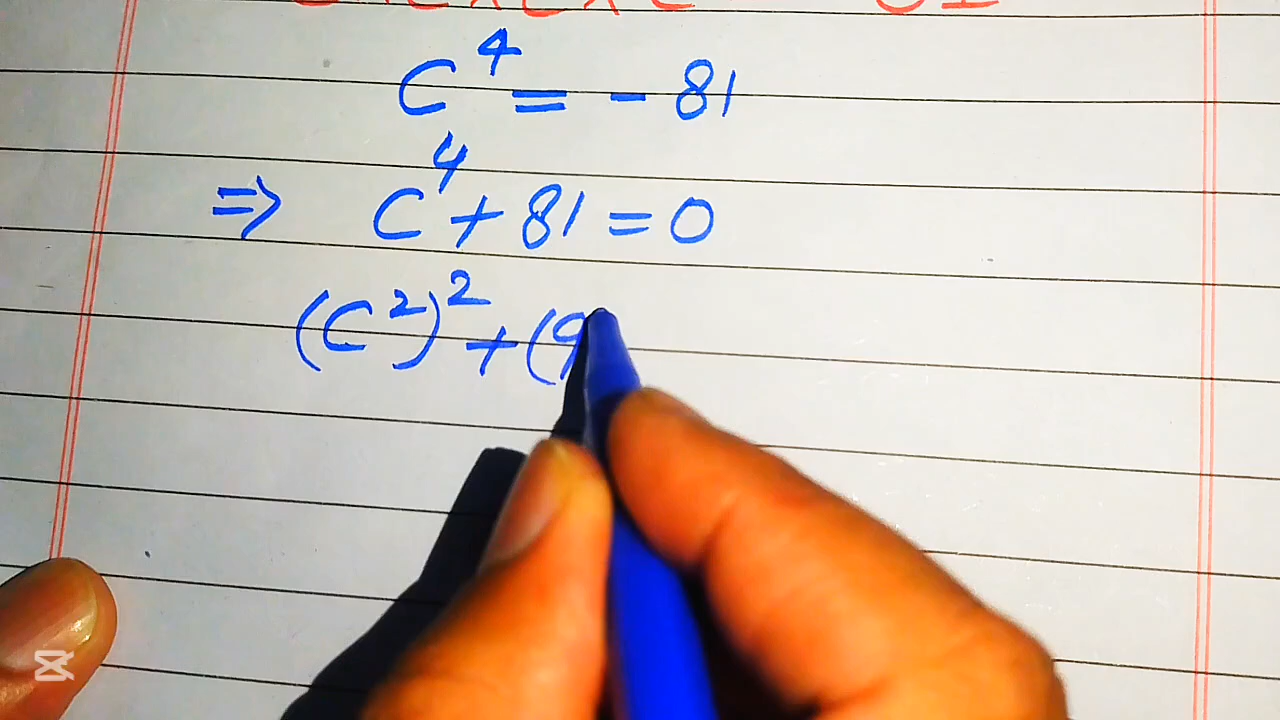 C⁴ = - 81
=> C⁴ + 81 = 0
(C²)² + (9